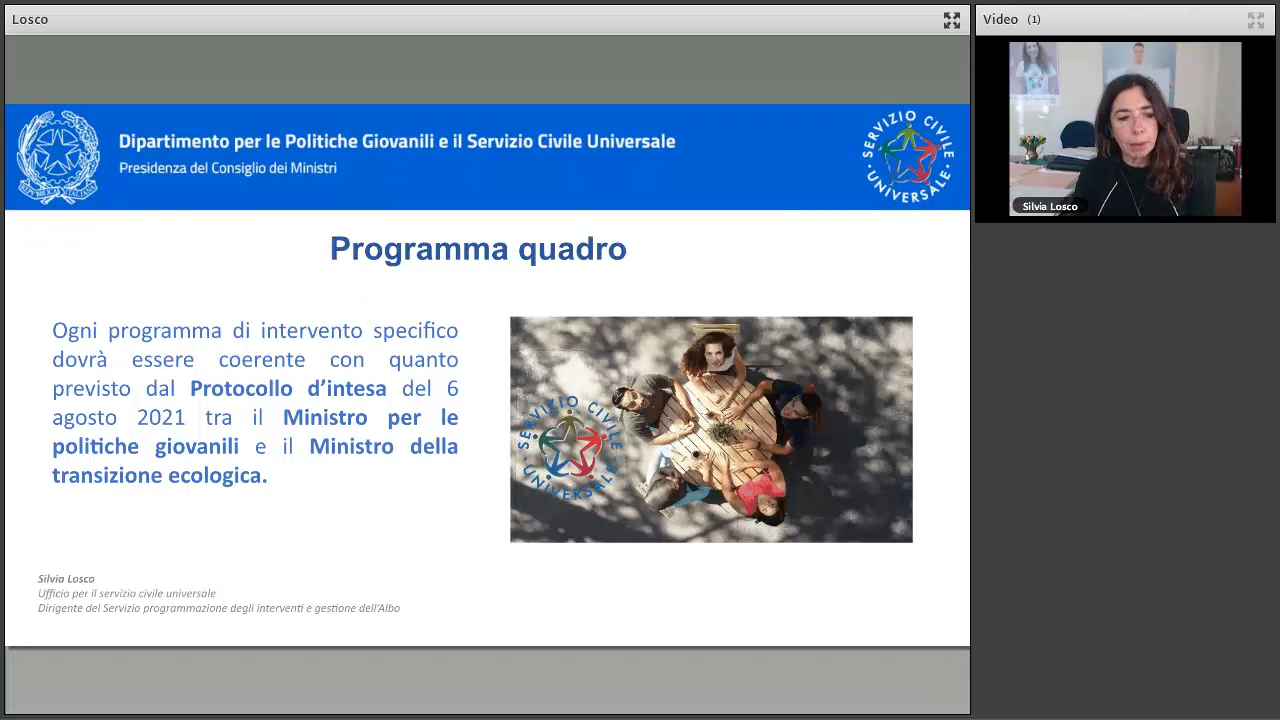 Losco
Video (1)
Dipartimento per le Politiche Giovanili e il Servizio Civile Universale
Presidenza del Consiglio dei Ministri
SERVIZIO CIVILE UNIVERSALE
Silvia Losco
Programma quadro
Ogni programma di intervento specifico
dovrà essere coerente con quanto
previsto dal Protocollo d’intesa del 6
agosto 2021 tra il Ministro per le
politiche giovanili e il Ministro della
transizione ecologica.
SERVIZIO CIVILE UNIVERSALE
Silvia Losco
Ufficio per il servizio civile universale
Dirigente del Servizio programmazione degli interventi e gestione dell’Albo